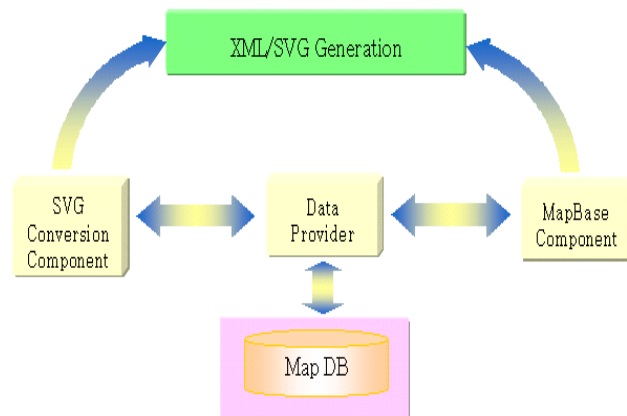 XML/SVG Generation
SVG
Conversion
Component
Data
Provider
MapBase
Component
Map DB